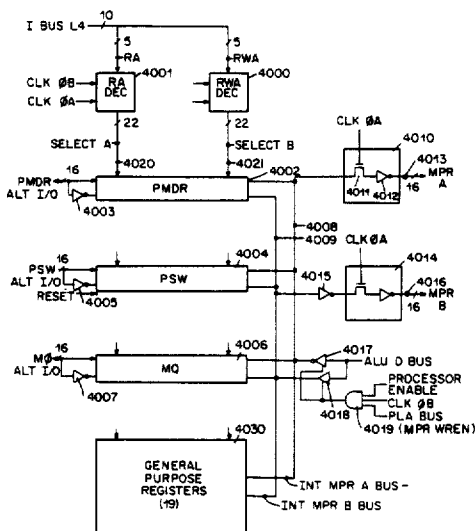 I BUS L4
10
5
5
RA
RWA
4001
4000
CLK ØB
CLK ØA
RA
DEC
RWA
DEC
22
22
SELECT A
SELECT B
CLK ØA
4010
4013
4020
4021
4002
16
PMDR
ALT I/O
PMDR
4011
4012
16
MPR
A
4003
4008
4009
CLKØA
4004
4014
16
PSW
ALT I/O
PSW
4015
4016
RESET
4005
16
MPR
B
16
4006
4017
MØ
ALT I/O
MQ
ALU D BUS
4007
4018
PROCESSOR
ENABLE
CLK ØB
PLA BUS
4019 (MPR WREN)
4030
GENERAL
PURPOSE
REGISTERS
(19)
INT MPR A BUS-
INT MPR B BUS